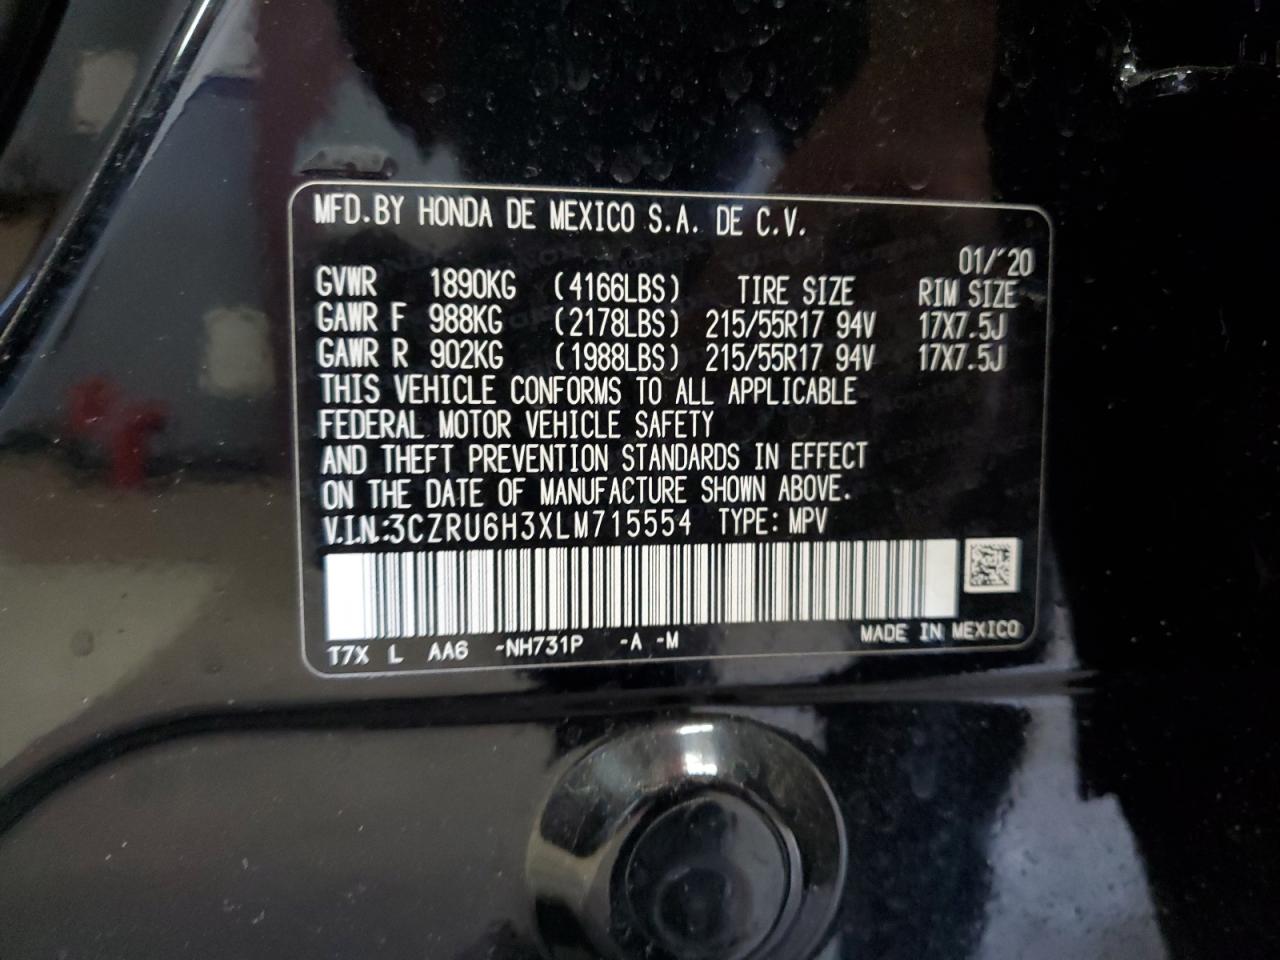 MFD.BY HONDA DE MEXICO S.A. DE C.V.
01/'20
GVWR 1890KG (4166LBS) TIRE SIZE RIM SIZE
GAWR F 988KG (2178LBS) 215/55R17 94V 17X7.5J
GAWR R 902KG (1988LBS) 215/55R17 94V 17X7.5J
THIS VEHICLE CONFORMS TO ALL APPLICABLE
FEDERAL MOTOR VEHICLE SAFETY
AND THEFT PREVENTION STANDARDS IN EFFECT
ON THE DATE OF MANUFACTURE SHOWN ABOVE.
V.I.N.:3CZRU6H3XLM715554 TYPE: MPV
MADE IN MEXICO
T7X L AA6 -NH731P -A -M